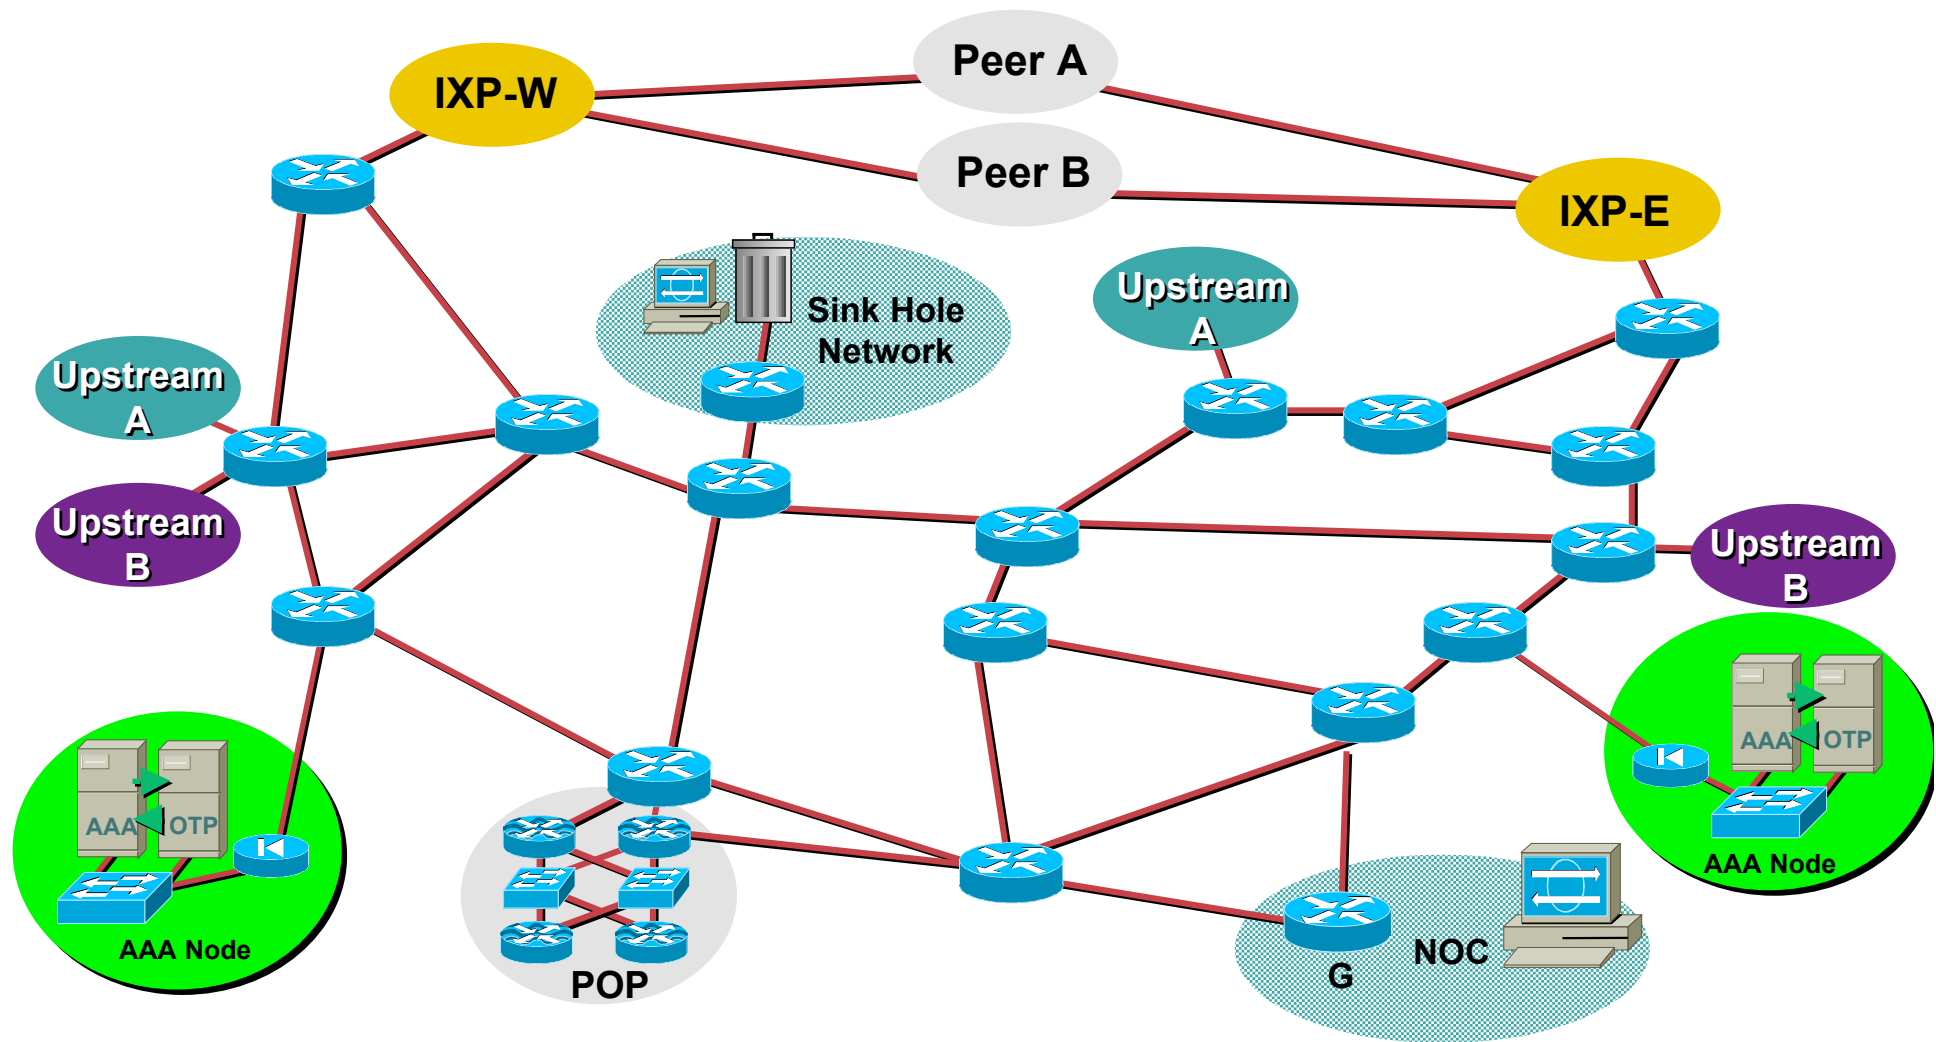 Peer A
IXP-W
Peer B
IXP-E
Sink Hole
Network
Upstream
A
Upstream
A
Upstream
B
Upstream
B
AAA
OTP
AAA Node
AAA
OTP
AAA Node
POP
G
NOC